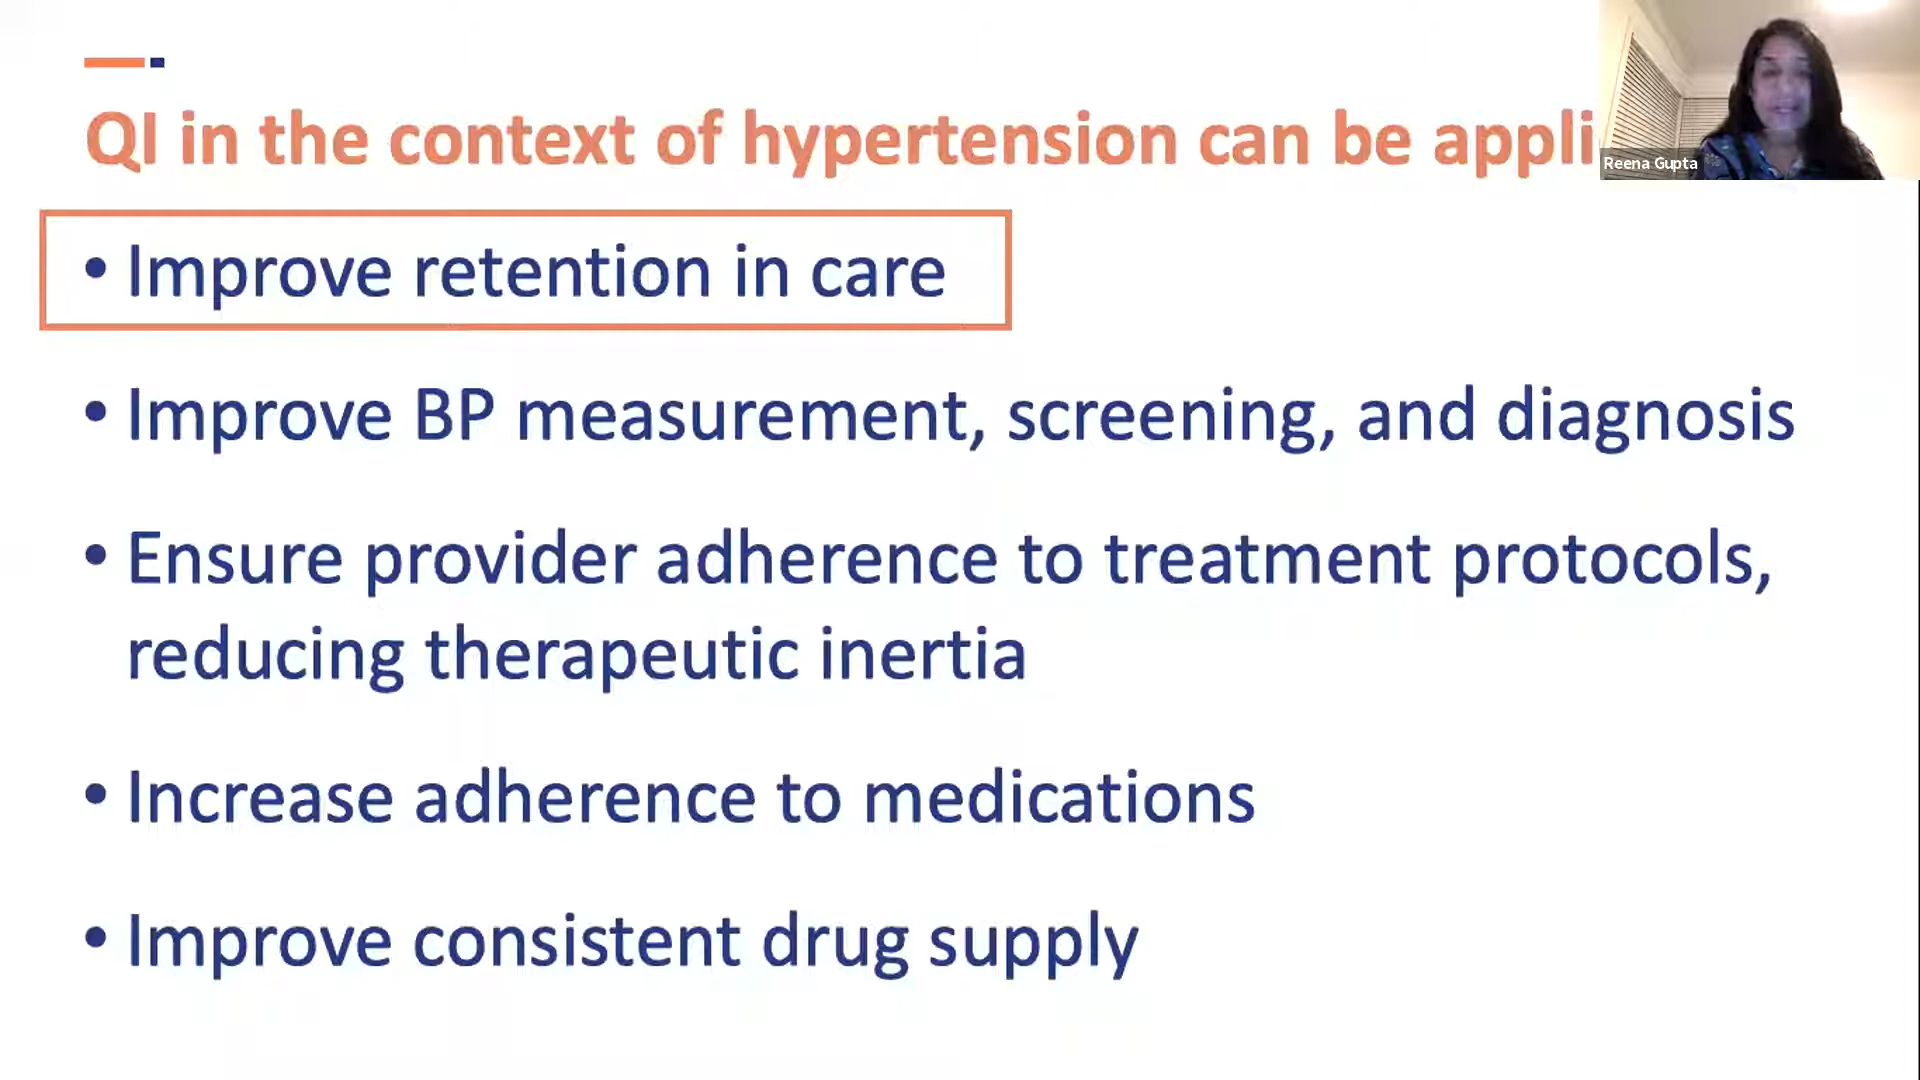 QI in the context of hypertension can be appli
Reena Gupta
• Improve retention in care
• Improve BP measurement, screening, and diagnosis
• Ensure provider adherence to treatment protocols,
reducing therapeutic inertia
• Increase adherence to medications
• Improve consistent drug supply